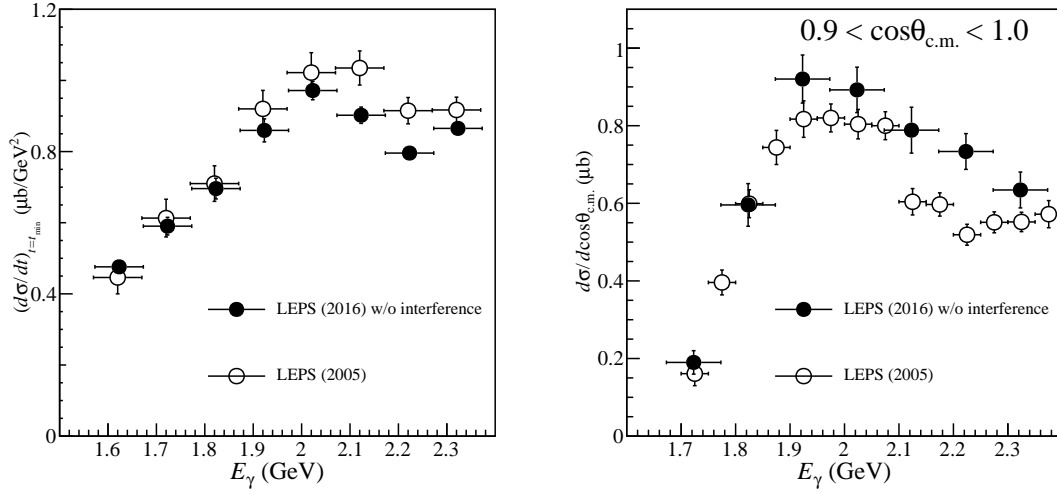 1.2
0.8
0.4
0
(dσ/dt)t=tmin (μb/GeV2)
LEPS (2016) w/o interference
LEPS (2005)
1.6 1.7 1.8 1.9 2 2.1 2.2 2.3
Eγ (GeV)
0.9 < cosθc.m. < 1.0
1
0.8
0.6
0.4
0.2
0
dσ/dcosθc.m. (μb)
LEPS (2016) w/o interference
LEPS (2005)
1.7 1.8 1.9 2 2.1 2.2 2.3
Eγ (GeV)